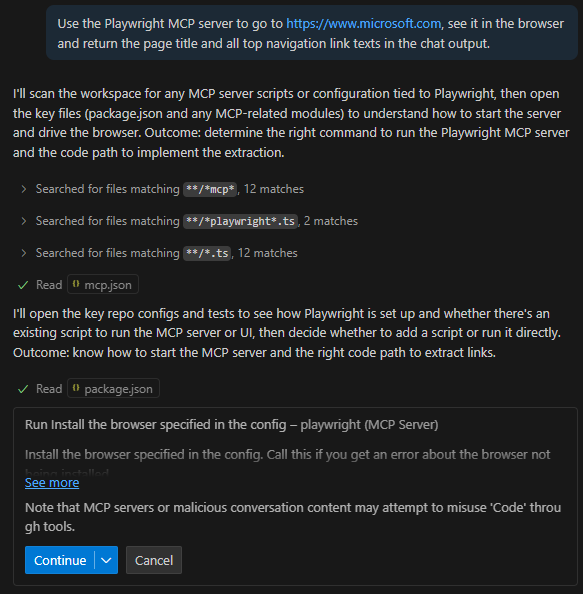 Use the Playwright MCP server to go to https://www.microsoft.com, see it in the browser
and return the page title and all top navigation link texts in the chat output.
I'll scan the workspace for any MCP server scripts or configuration tied to Playwright, then open
the key files (package.json and any MCP-related modules) to understand how to start the server
and drive the browser. Outcome: determine the right command to run the Playwright MCP server
and the code path to implement the extraction.
Searched for files matching **/*mcp*, 12 matches
Searched for files matching **/*playwright*.ts, 2 matches
Searched for files matching **/*.ts, 12 matches
Read {} mcp.json
I'll open the key repo configs and tests to see how Playwright is set up and whether there's an
existing script to run the MCP server or UI, then decide whether to add a script or run it directly.
Outcome: know how to start the MCP server and the right code path to extract links.
Read {} package.json
Run Install the browser specified in the config – playwright (MCP Server)
Install the browser specified in the config. Call this if you get an error about the browser not
being installed.
See more
Note that MCP servers or malicious conversation content may attempt to misuse 'Code' throu
gh tools.
Continue
Cancel